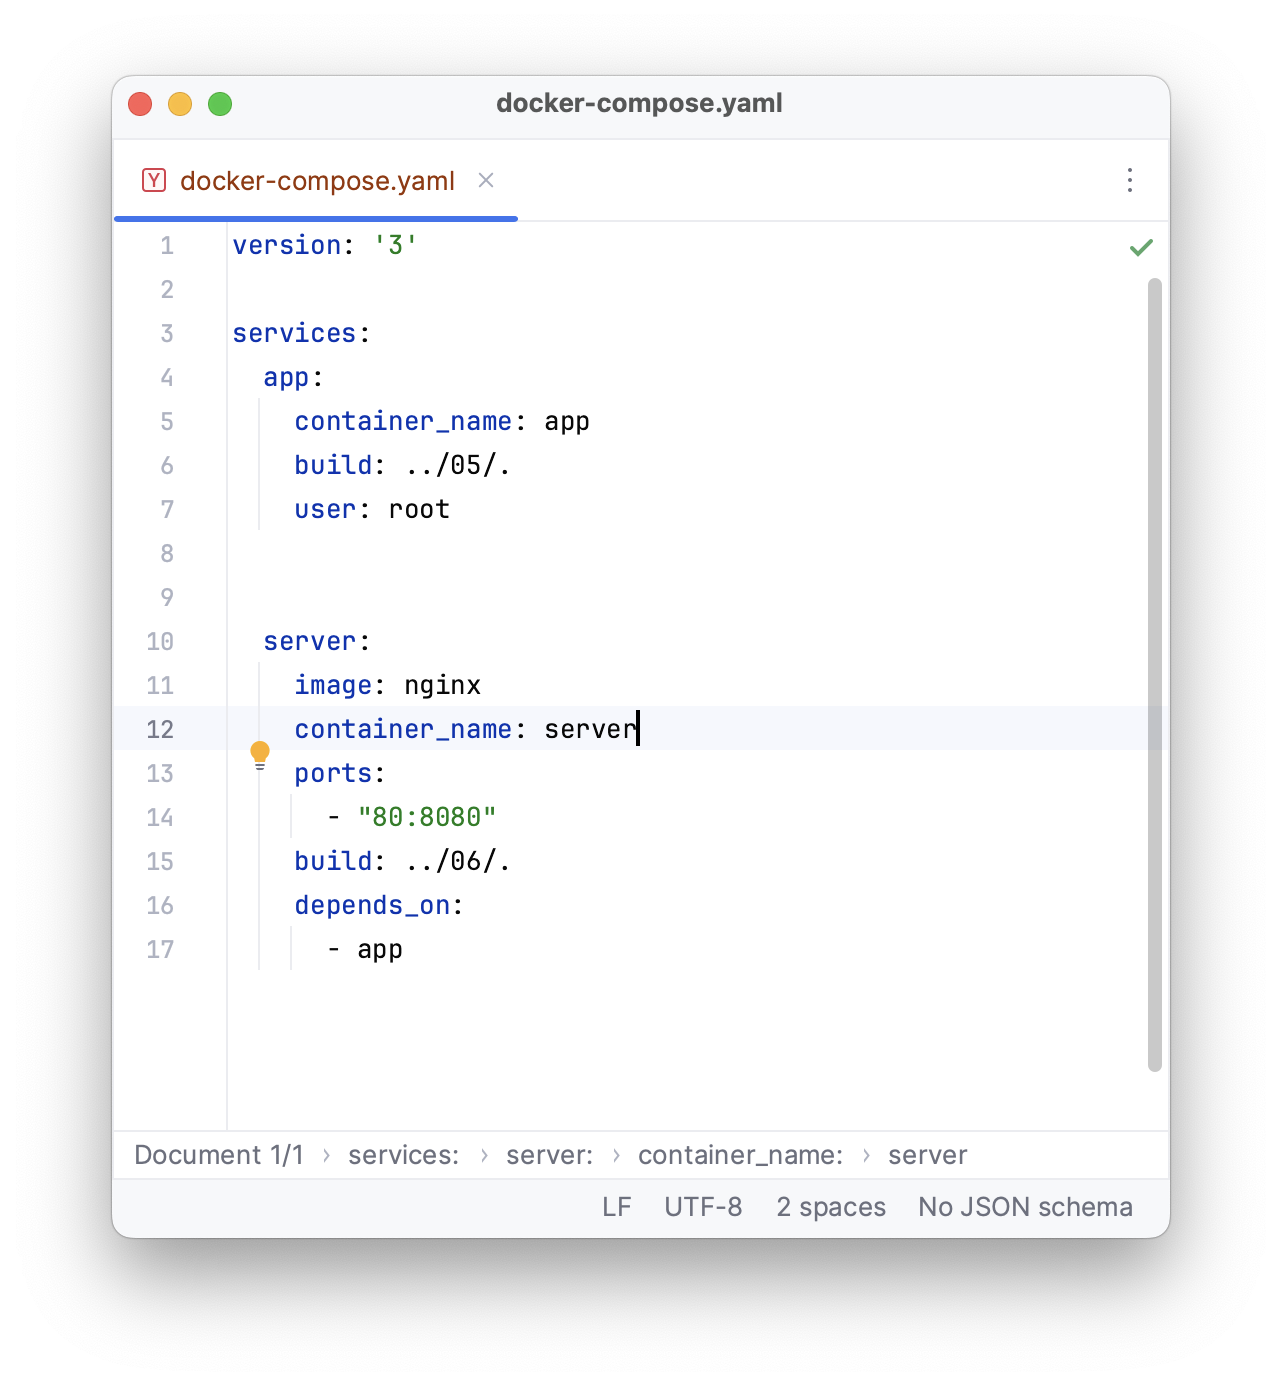 docker-compose.yaml
Y docker-compose.yaml
1 version: '3'
2
3 services:
4   app:
5     container_name: app
6     build: ../05/.
7     user: root
8
9
10   server:
11     image: nginx
12     container_name: server
13     ports:
14       - "80:8080"
15     build: ../06/.
16     depends_on:
17       - app
Document 1/1 › services: › server: › container_name: › server
LF UTF-8 2 spaces No JSON schema